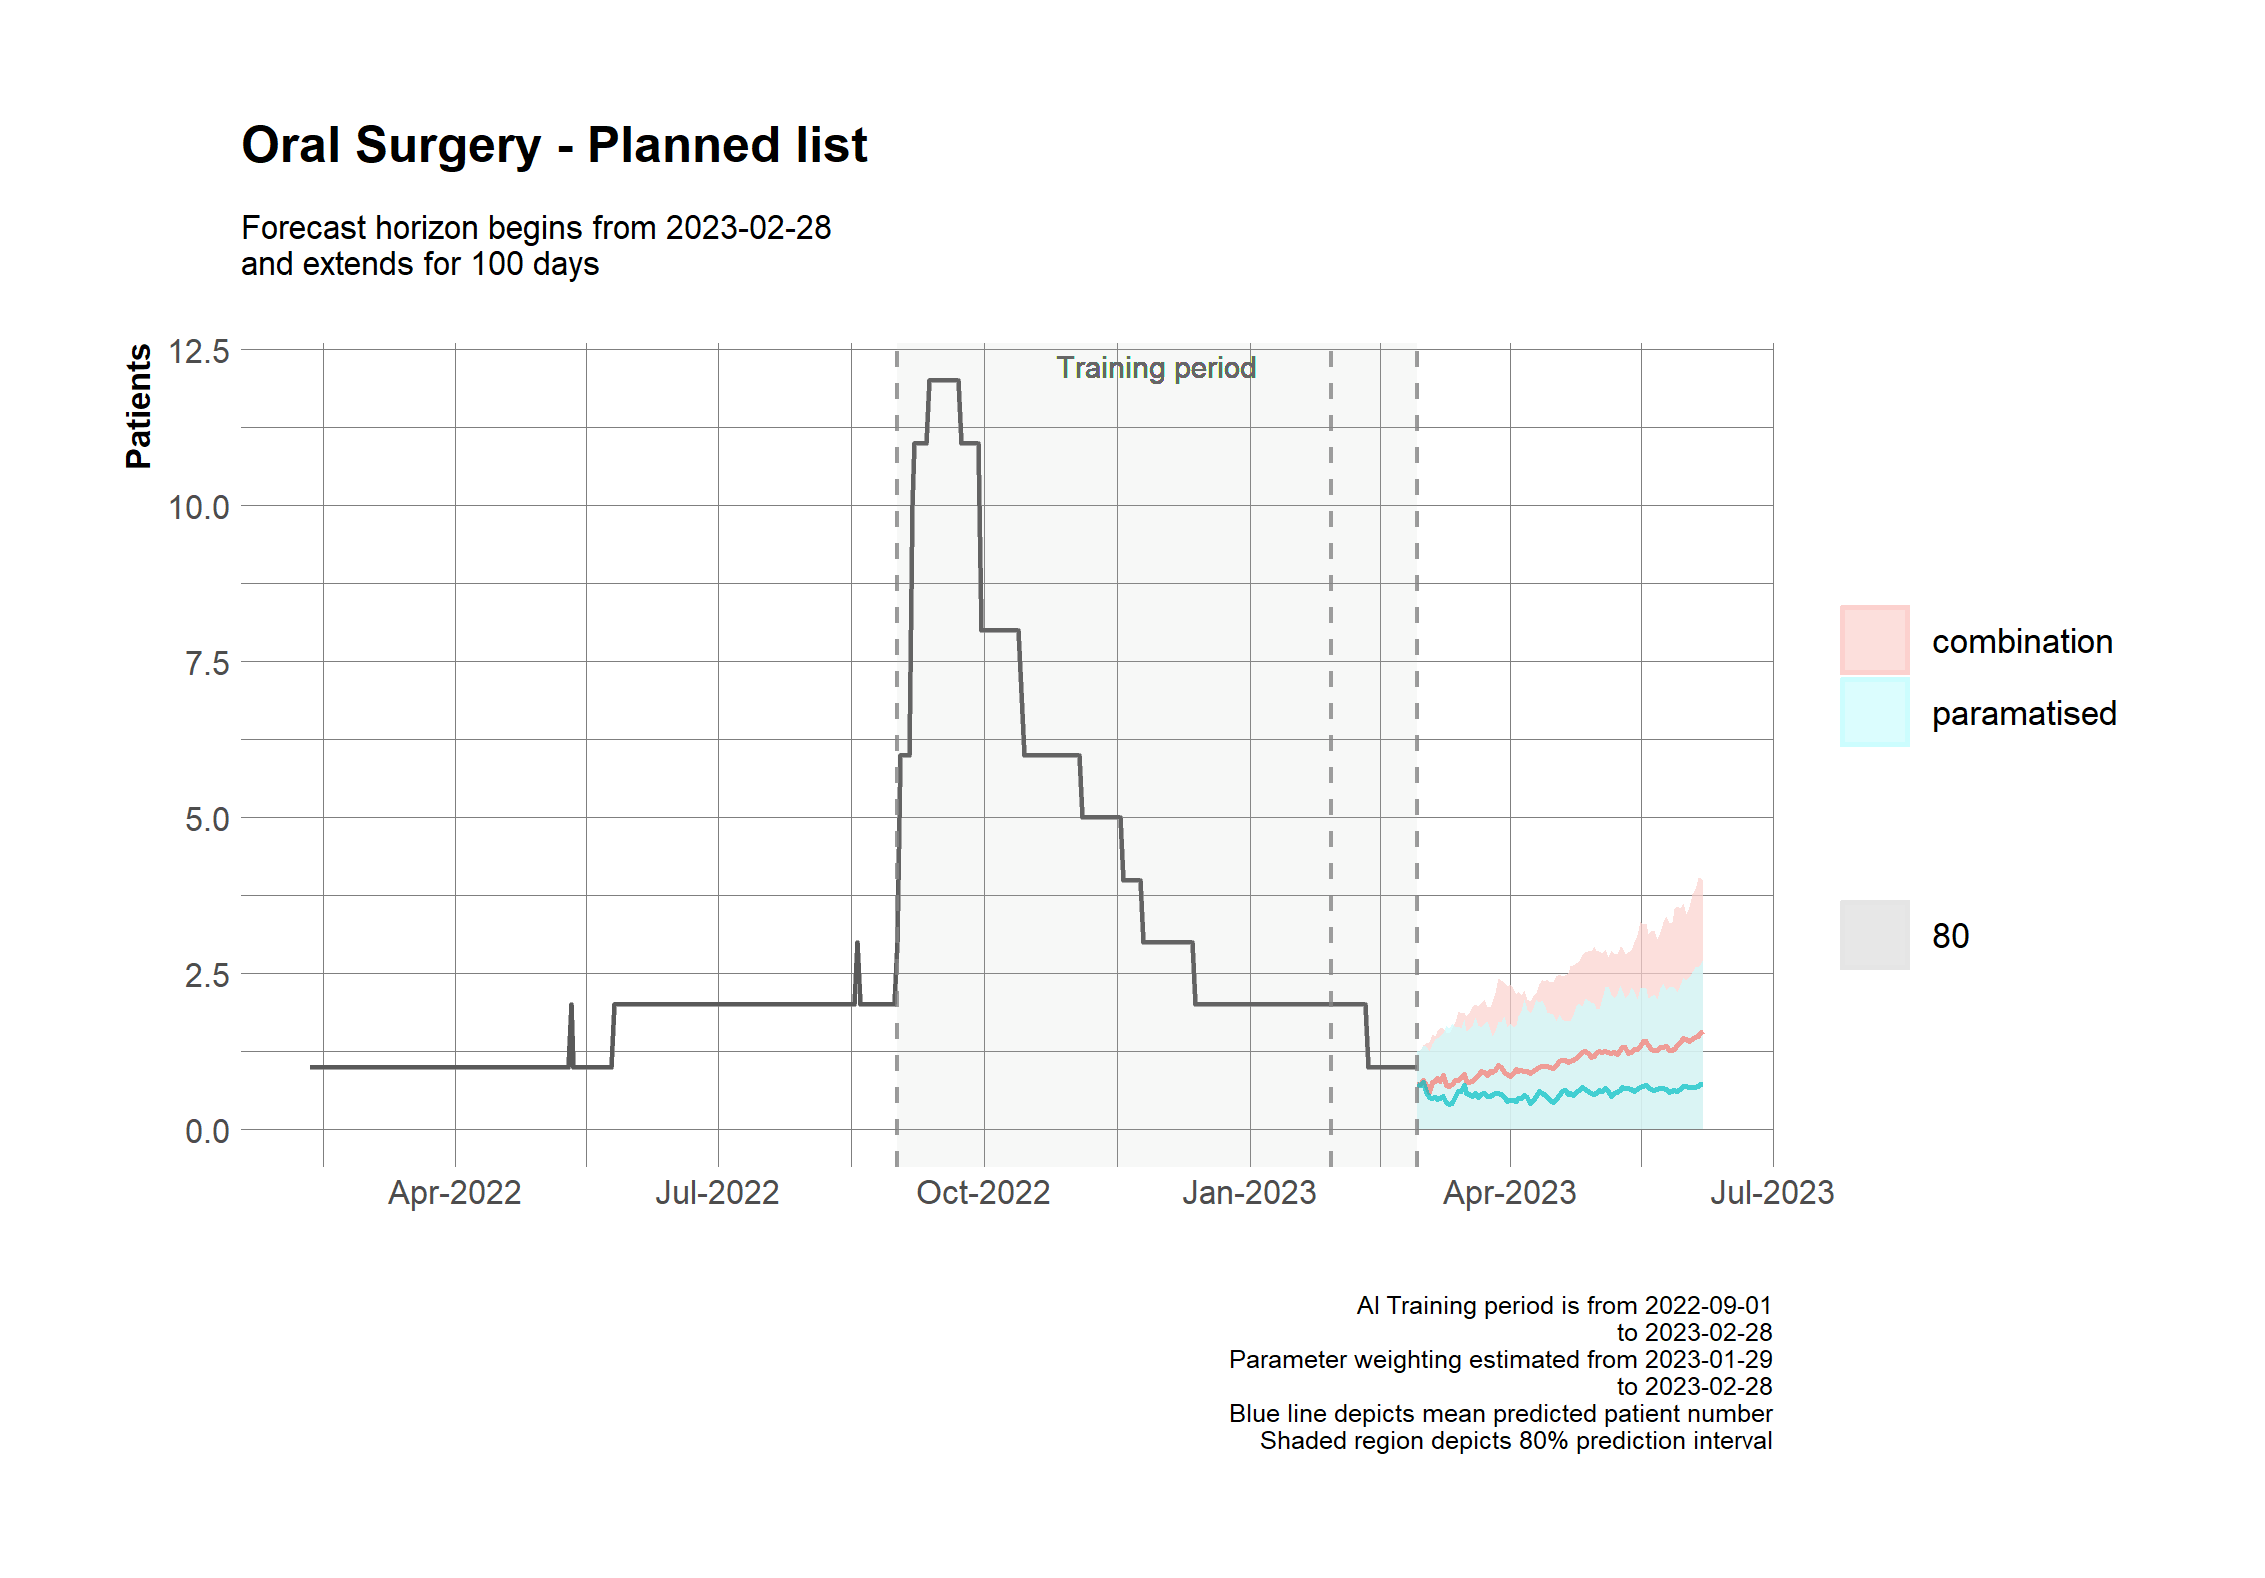 Oral Surgery - Planned list
Forecast horizon begins from 2023-02-28
and extends for 100 days
Patients
12.5
10.0
7.5
5.0
2.5
0.0
Training period
Apr-2022
Jul-2022
Oct-2022
Jan-2023
Apr-2023
Jul-2023
combination
paramatised
80
AI Training period is from 2022-09-01
to 2023-02-28
Parameter weighting estimated from 2023-01-29
to 2023-02-28
Blue line depicts mean predicted patient number
Shaded region depicts 80% prediction interval